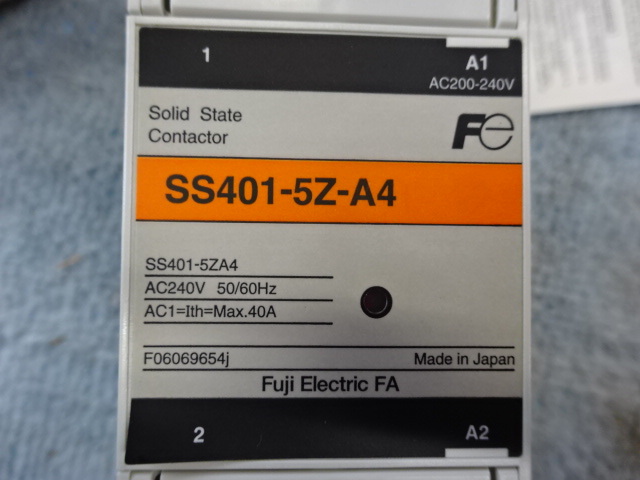 1
A1
AC200-240V
Solid State
Contactor
Fe
SS401-5Z-A4
SS401-5ZA4
AC240V 50/60Hz
AC1=Ith=Max.40A
F06069654j
Made in Japan
Fuji Electric FA
2
A2